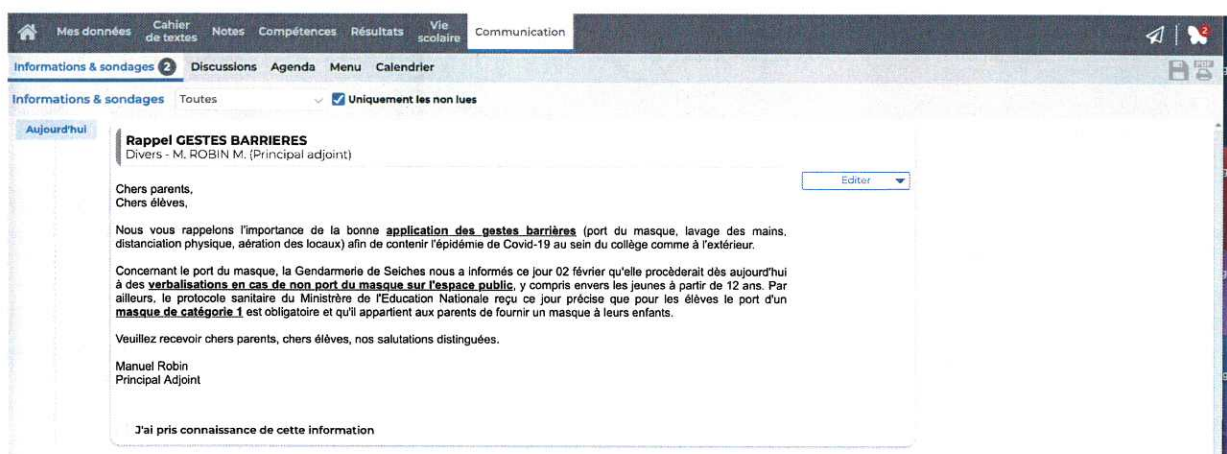 Mes données Cahier de textes Notes Compétences Résultats Vie scolaire Communication
2
Informations & sondages 2 Discussions Agenda Menu Calendrier
PDF
Informations & sondages Toutes Uniquement les non lues
Aujourd'hui
Rappel GESTES BARRIERES
Divers - M. ROBIN M. (Principal adjoint)
Editer
Chers parents,
Chers élèves,
Nous vous rappelons l'importance de la bonne application des gestes barrières (port du masque, lavage des mains,
distanciation physique, aération des locaux) afin de contenir l'épidémie de Covid-19 au sein du collège comme à l'extérieur.
Concernant le port du masque, la Gendarmerie de Seiches nous a informés ce jour 02 février qu'elle procèderait dès aujourd'hui
à des verbalisations en cas de non port du masque sur l'espace public, y compris envers les jeunes à partir de 12 ans. Par
ailleurs, le protocole sanitaire du Ministrère de l'Education Nationale reçu ce jour précise que pour les élèves le port d'un
masque de catégorie 1 est obligatoire et qu'il appartient aux parents de fournir un masque à leurs enfants.
Veuillez recevoir chers parents, chers élèves, nos salutations distinguées.
Manuel Robin
Principal Adjoint
J'ai pris connaissance de cette information